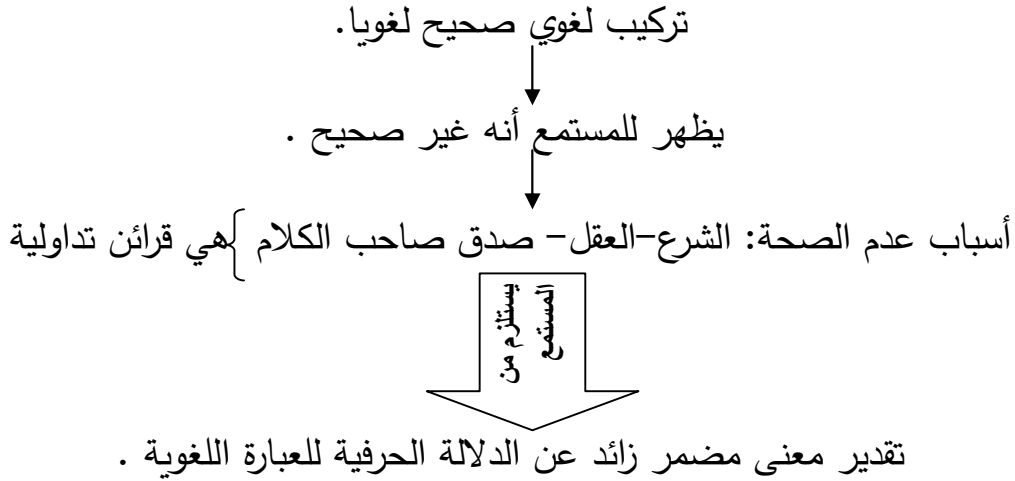 تركيب لغوي صحيح لغويا.
يظهر للمستمع أنه غير صحيح .
أسباب عدم الصحة: الشرع-العقل- صدق صاحب الكلام }هي قرائن تداولية
يستلزم من
المستمع
تقدير معنى مضمر زائد عن الدلالة الحرفية للعبارة اللغوية .